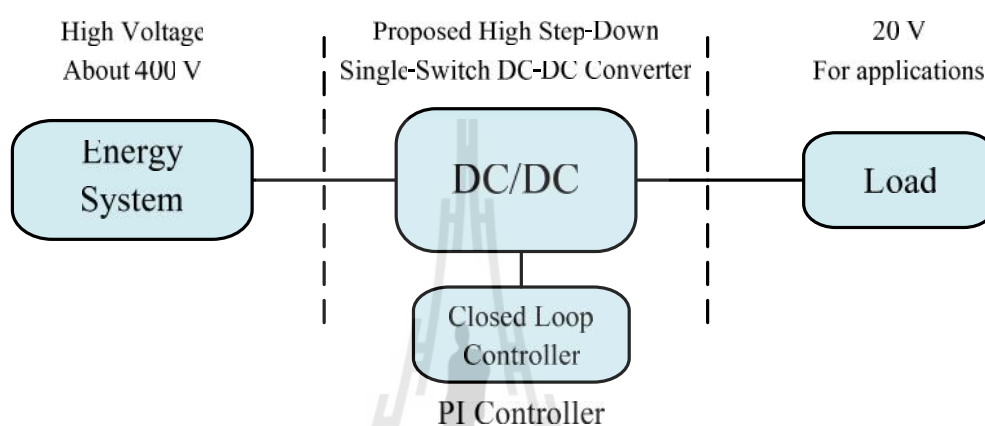 High Voltage
About 400 V
Proposed High Step-Down
Single-Switch DC-DC Converter
20 V
For applications
Energy
System
DC/DC
Load
Closed Loop
Controller
PI Controller